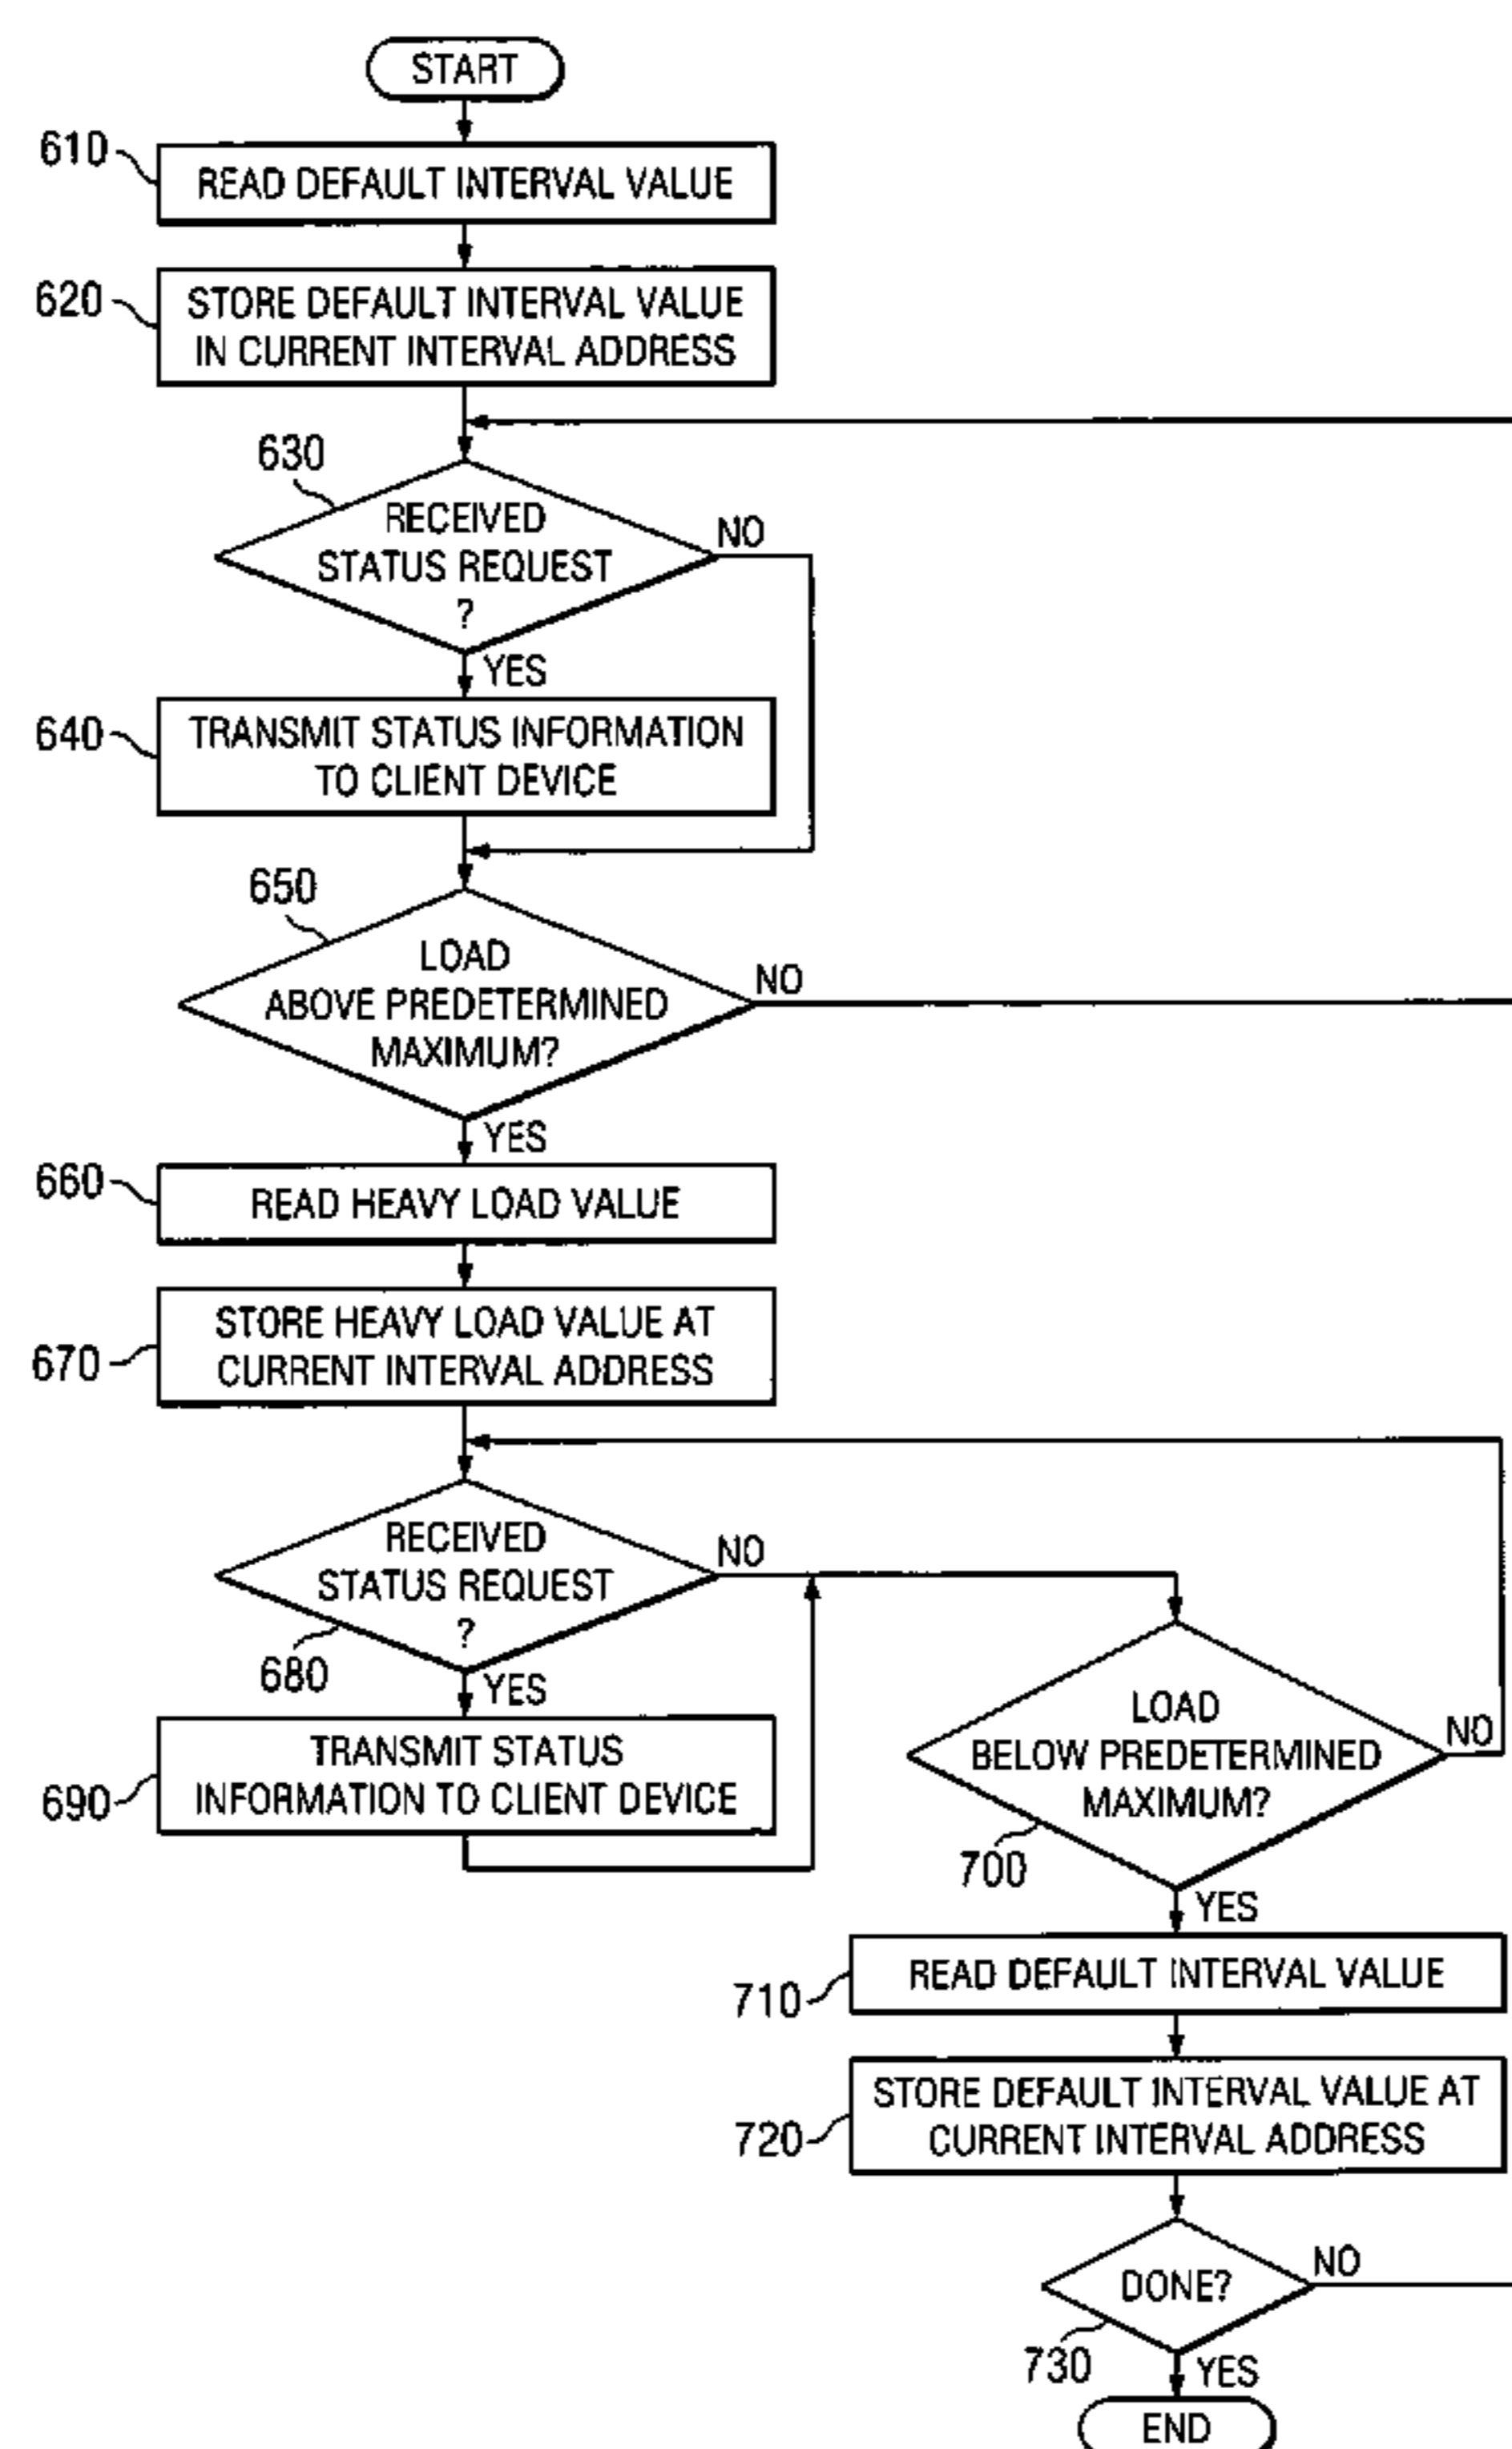 START
610
READ DEFAULT INTERVAL VALUE
620
STORE DEFAULT INTERVAL VALUE
IN CURRENT INTERVAL ADDRESS
630
RECEIVED
STATUS REQUEST
?
NO
YES
640
TRANSMIT STATUS INFORMATION
TO CLIENT DEVICE
650
LOAD
ABOVE PREDETERMINED
MAXIMUM?
NO
YES
660
READ HEAVY LOAD VALUE
670
STORE HEAVY LOAD VALUE AT
CURRENT INTERVAL ADDRESS
RECEIVED
STATUS REQUEST
?
NO
680
YES
690
TRANSMIT STATUS
INFORMATION TO CLIENT DEVICE
LOAD
BELOW PREDETERMINED
MAXIMUM?
NO
700
YES
710
READ DEFAULT INTERVAL VALUE
720
STORE DEFAULT INTERVAL VALUE AT
CURRENT INTERVAL ADDRESS
DONE?
NO
730
YES
END